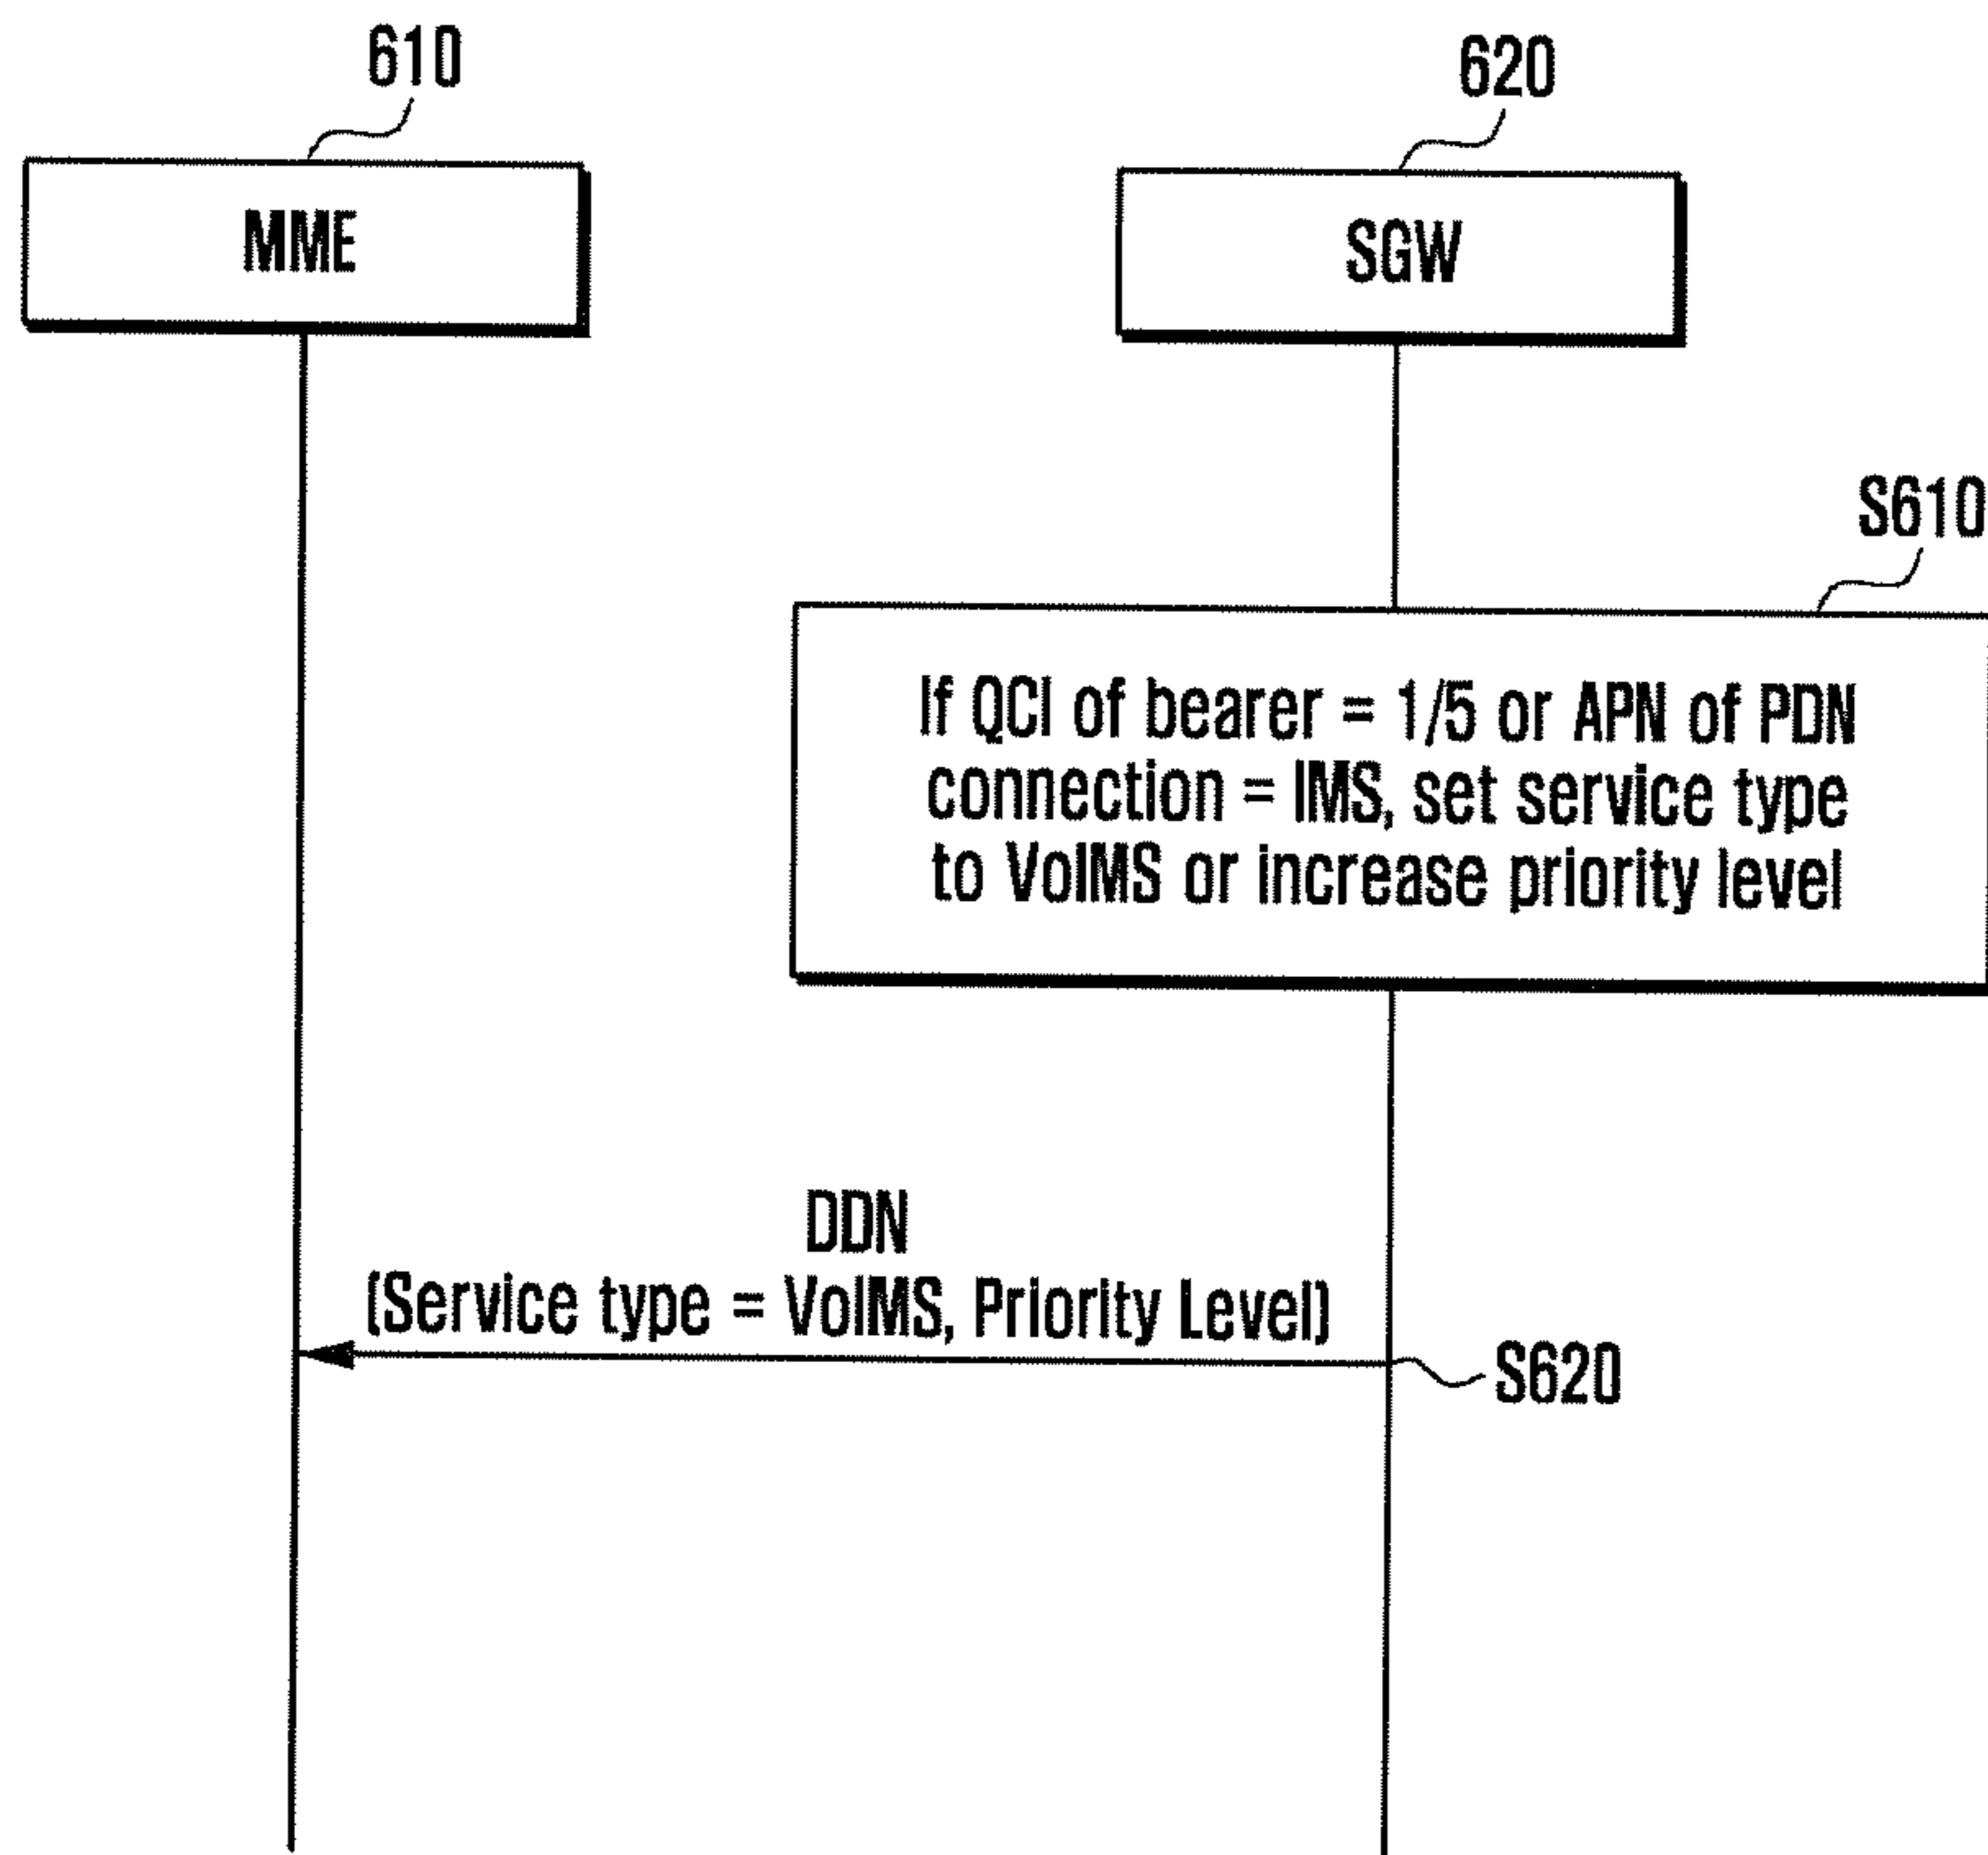 610
620
MME
SGW
S610
If QCI of bearer = 1/5 or APN of PDN
connection = IMS, set service type
to VoIMS or increase priority level
DDN
(Service type = VoIMS, Priority Level)
S620